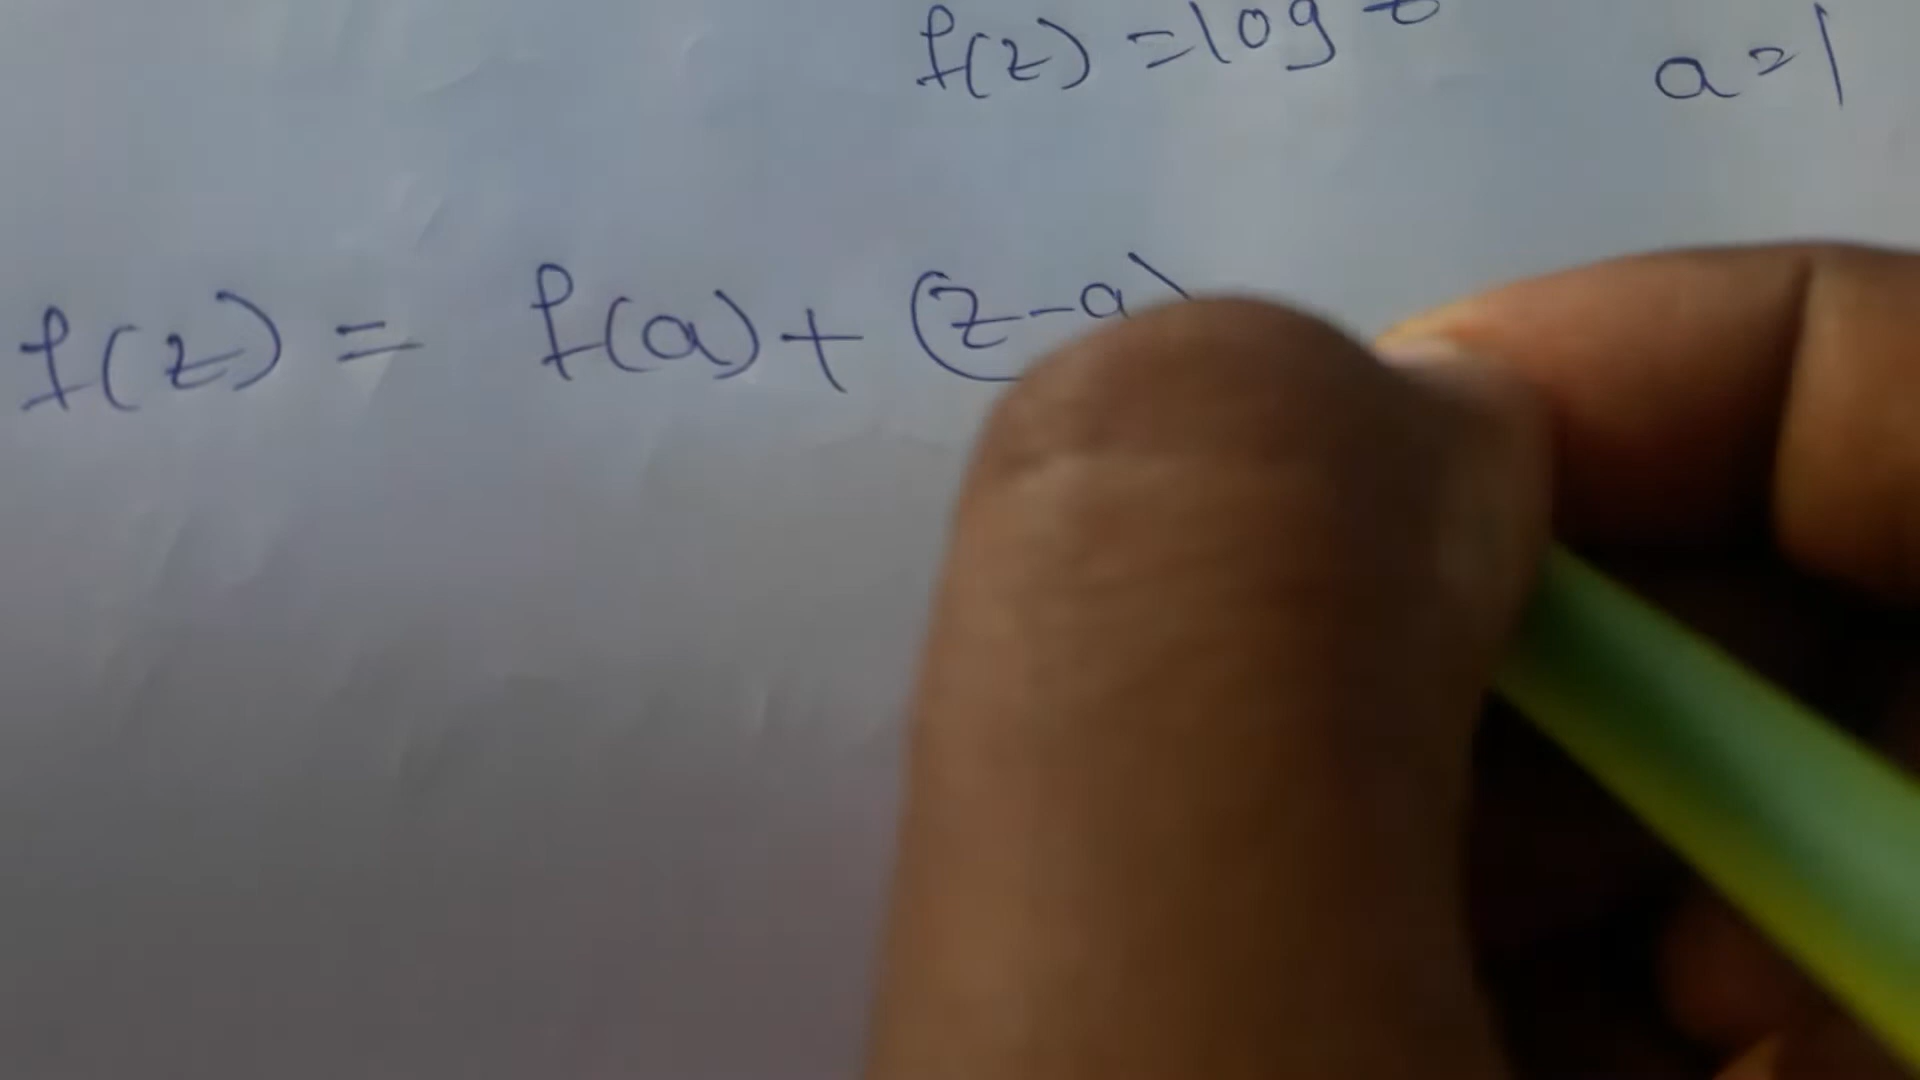 f(z) = log z a = 1
f(z) = f(a) + (z-a)